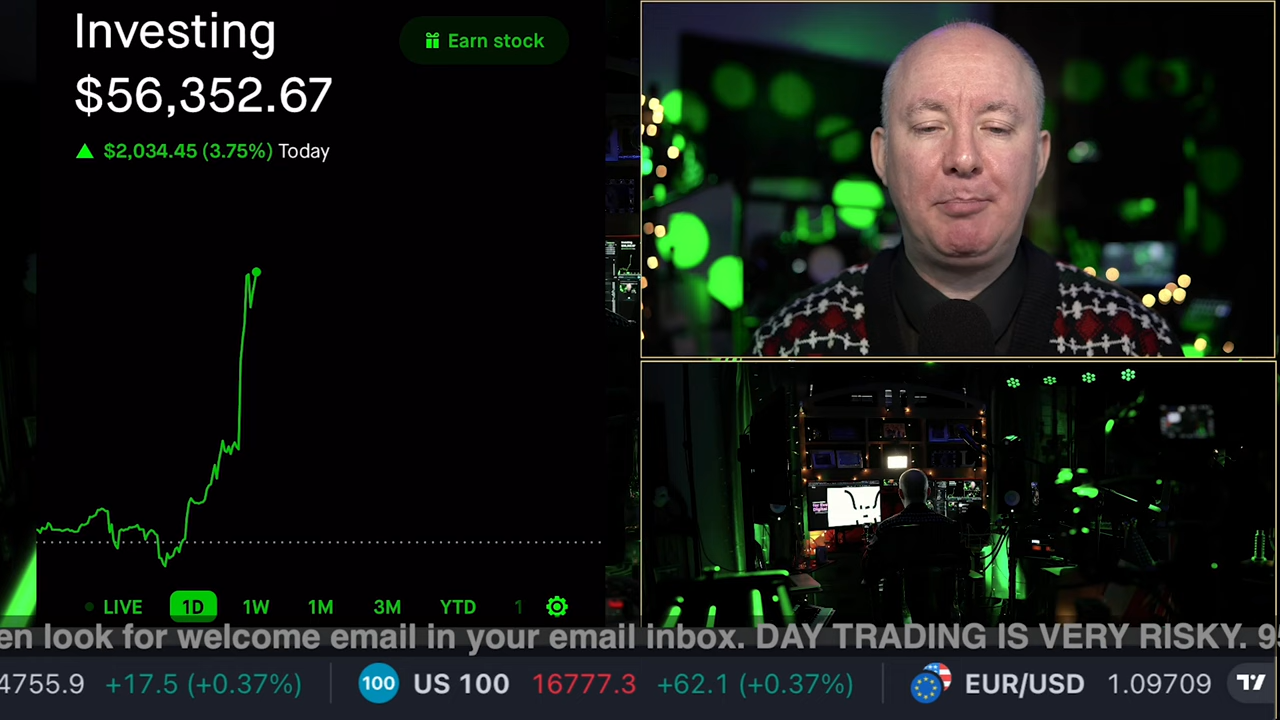 Investing
Earn stock
$56,352.67
$2,034.45 (3.75%) Today
LIVE 1D 1W 1M 3M YTD 1
en look for welcome email in your email inbox. DAY TRADING IS VERY RISKY. 9
4755.9 +17.5 (+0.37%) 100 US 100 16777.3 +62.1 (+0.37%) EUR/USD 1.09709